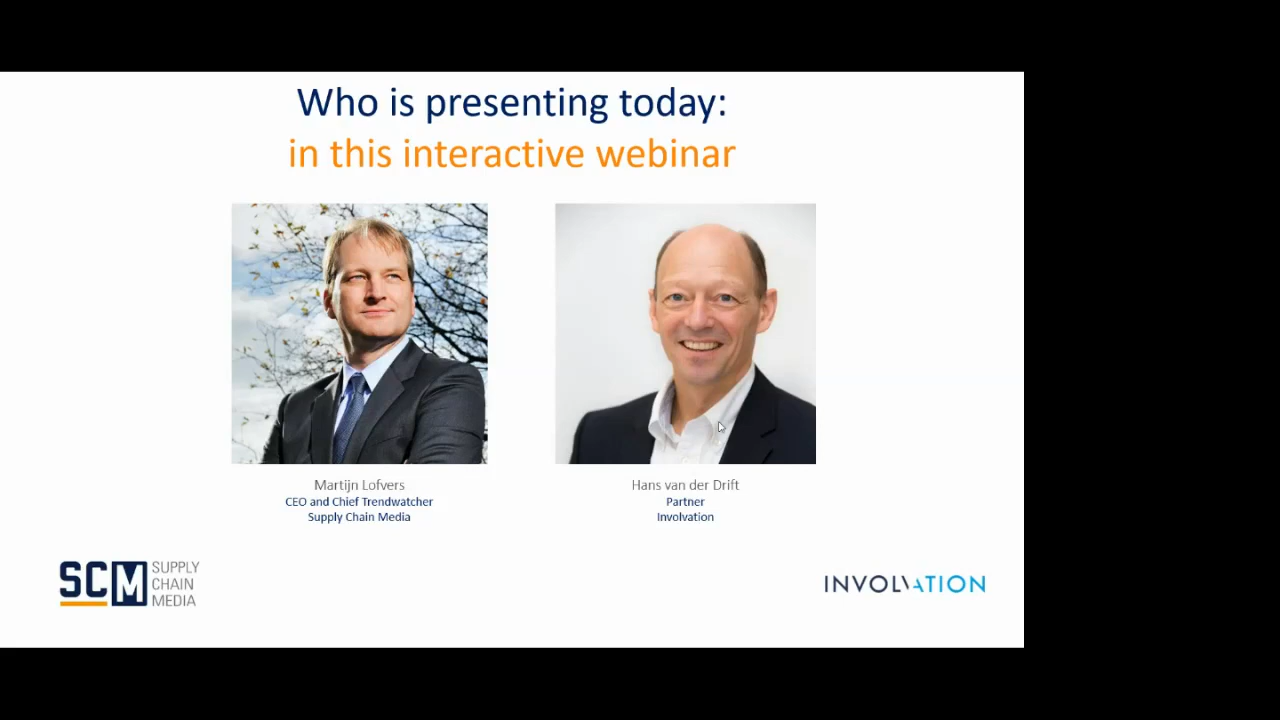 Who is presenting today:
in this interactive webinar
Martijn Lofvers
CEO and Chief Trendwatcher
Supply Chain Media
Hans van der Drift
Partner
Involvation
SCM SUPPLY
CHAIN
MEDIA
INVOLVATION